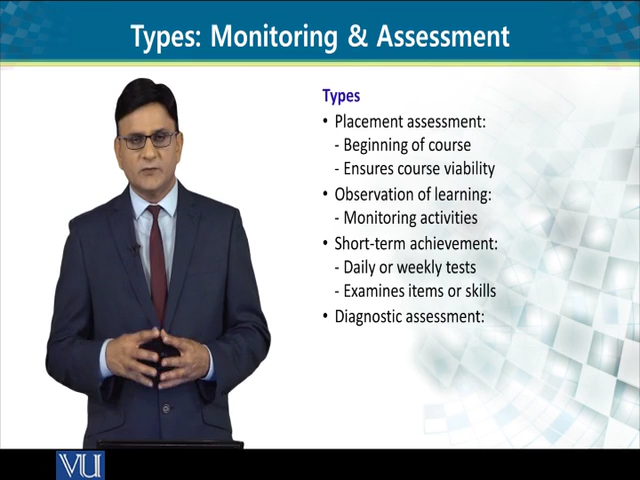 Types: Monitoring & Assessment
Types
• Placement assessment:
- Beginning of course
- Ensures course viability
• Observation of learning:
- Monitoring activities
• Short-term achievement:
- Daily or weekly tests
- Examines items or skills
• Diagnostic assessment:
VU